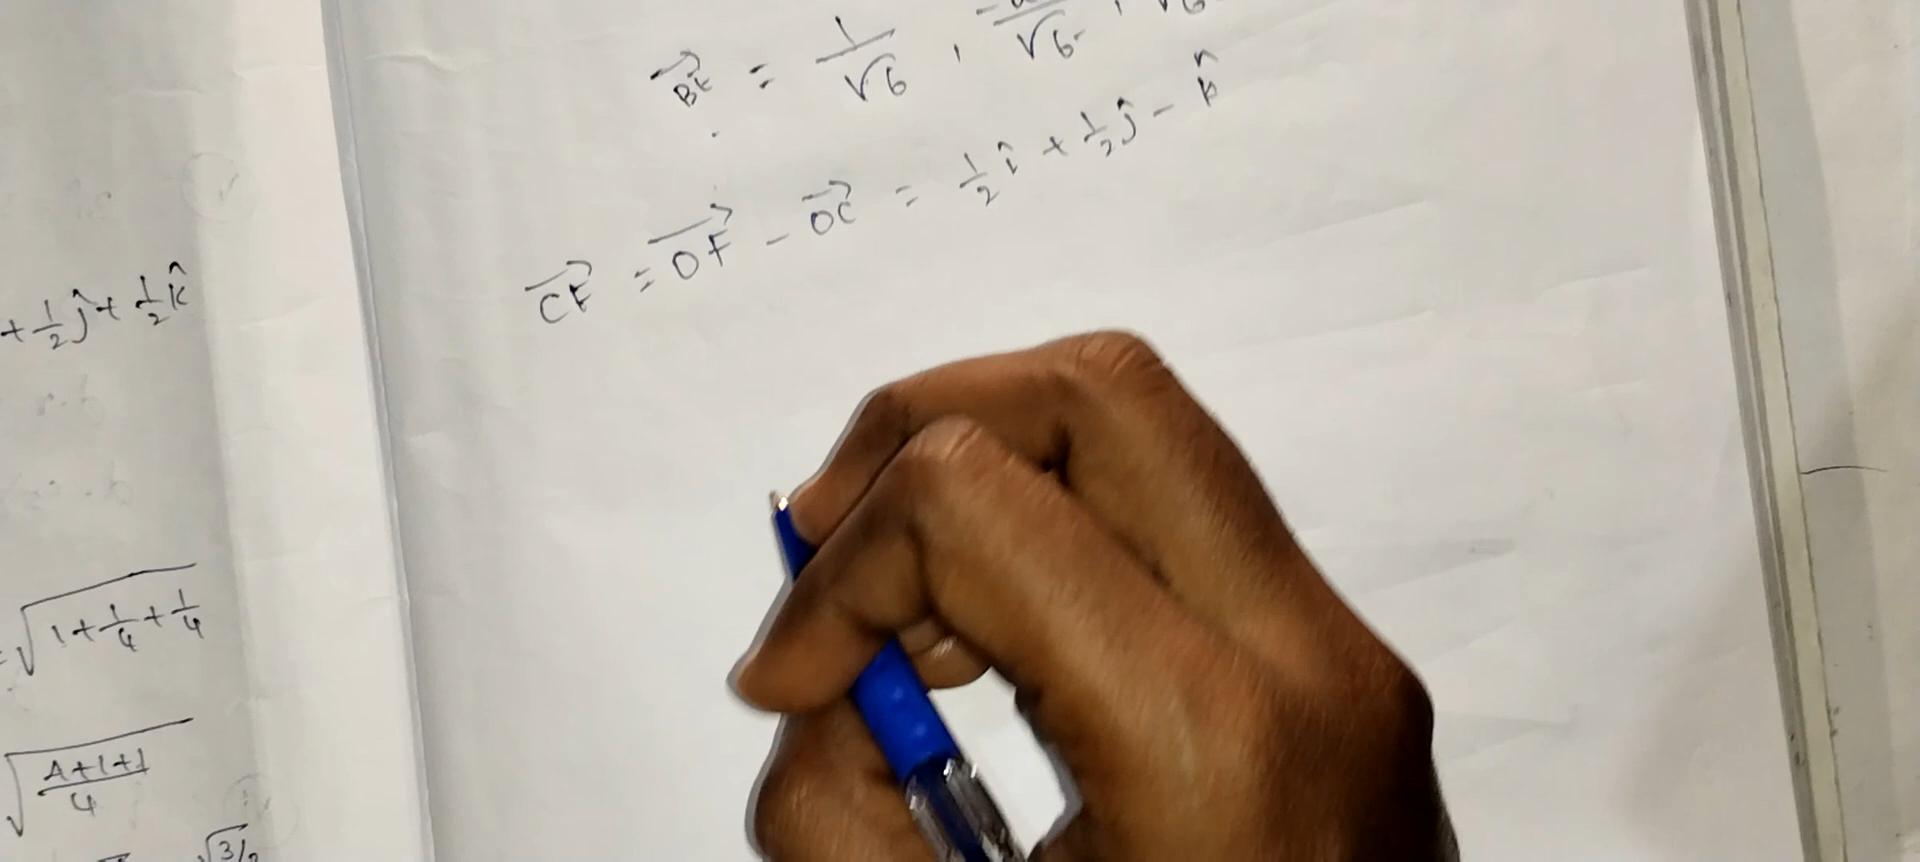 + 1/2 ĵ + 1/2 k̂
= √(1 + 1/4 + 1/4)
√((4+1+1)/4)
√3/2
BE⃗ = 1/√6 , /√6 ,
CF⃗ = OF⃗ - OC⃗ = 1/2 î + 1/2 ĵ - k̂